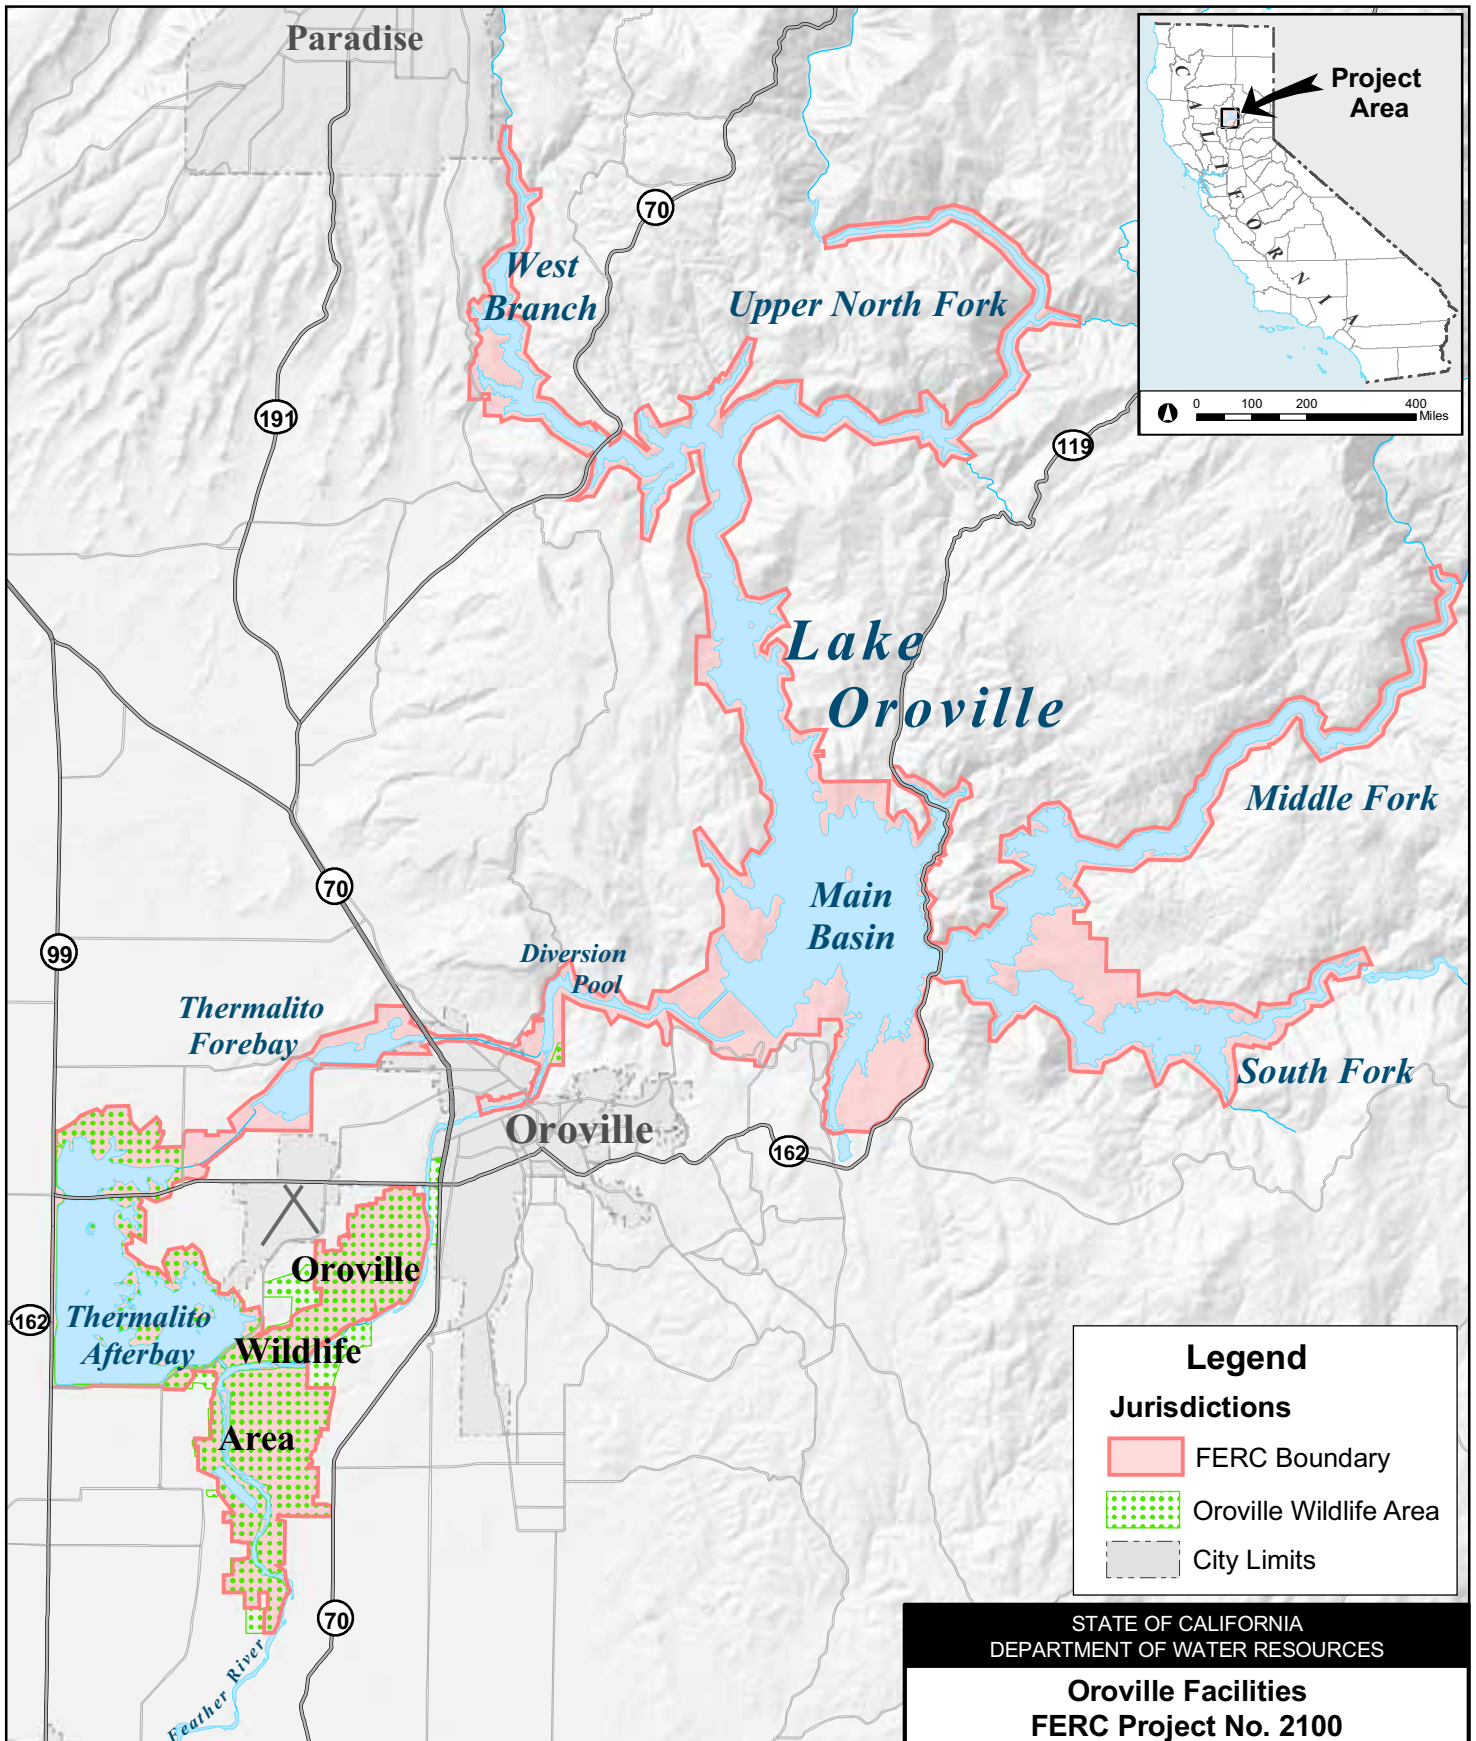 Paradise
Project
Area
CALIFORNIA
0 100 200 400
Miles
70
West
Branch
Upper North Fork
191
119
Lake
Oroville
Middle Fork
70
Main
Basin
99
Diversion
Pool
Thermalito
Forebay
South Fork
Oroville
162
Oroville
162
Thermalito
Afterbay
Wildlife
Area
70
Feather River
Legend
Jurisdictions
FERC Boundary
Oroville Wildlife Area
City Limits
STATE OF CALIFORNIA
DEPARTMENT OF WATER RESOURCES
Oroville Facilities
FERC Project No. 2100